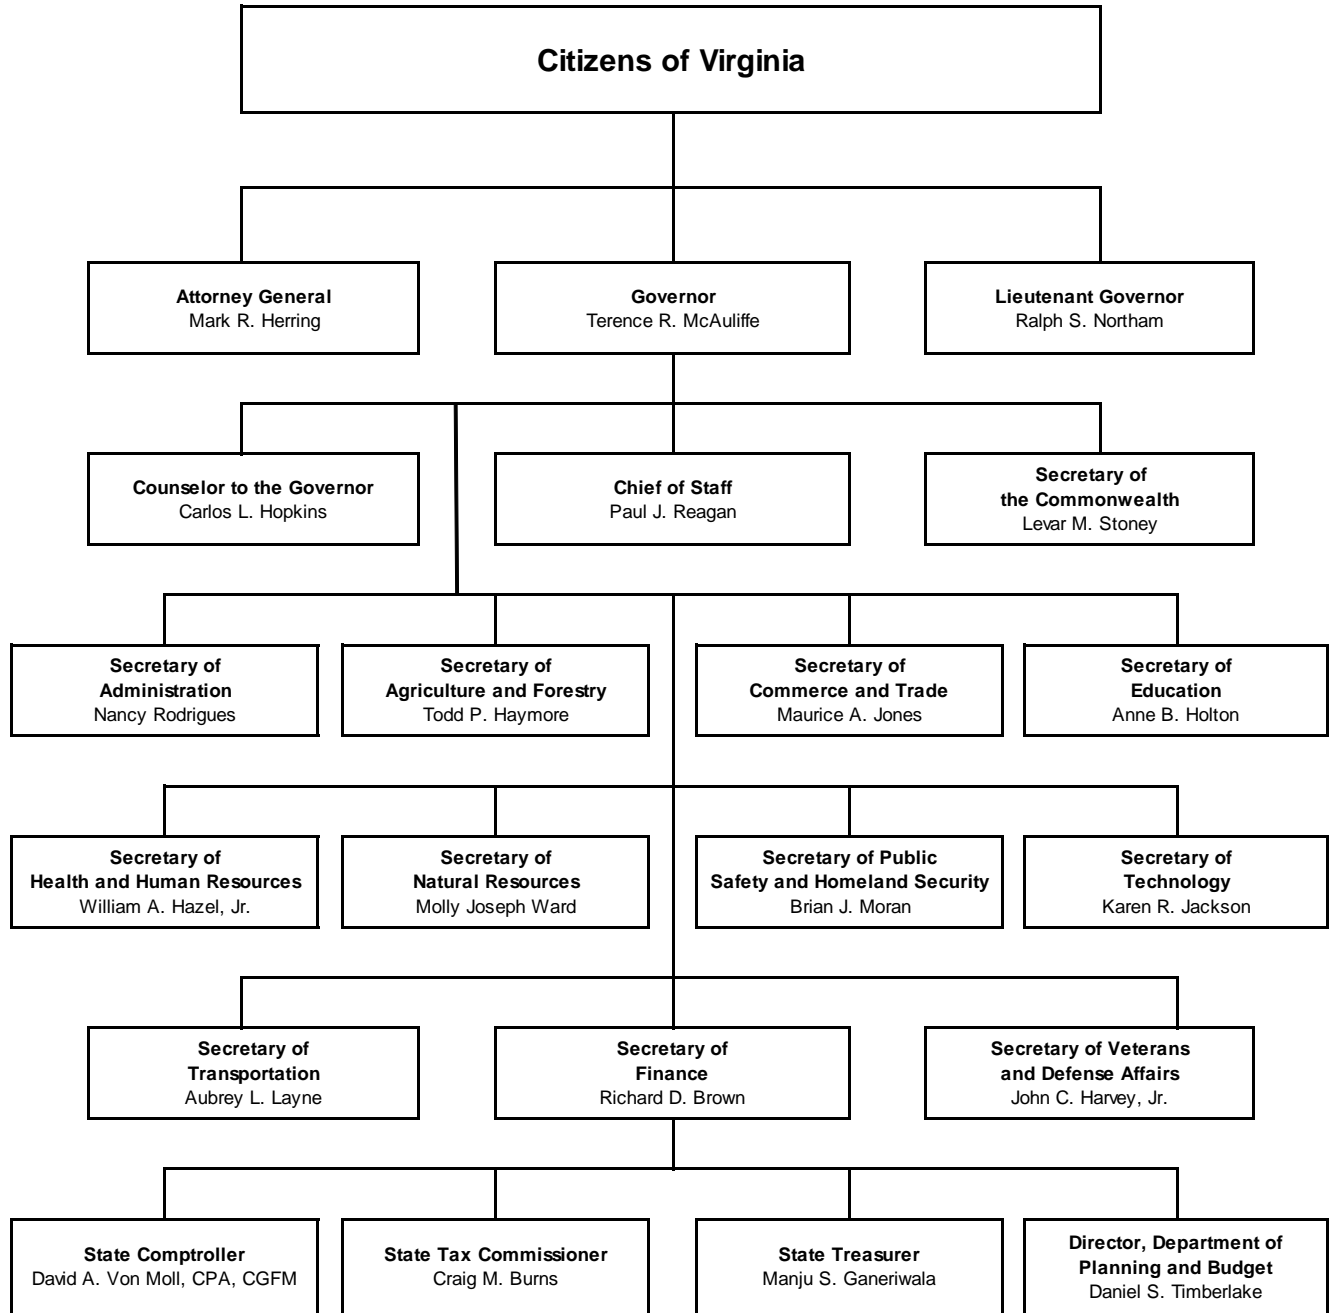 Citizens of Virginia
Attorney General
Mark R. Herring
Governor
Terence R. McAuliffe
Lieutenant Governor
Ralph S. Northam
Counselor to the Governor
Carlos L. Hopkins
Chief of Staff
Paul J. Reagan
Secretary of
the Commonwealth
Levar M. Stoney
Secretary of
Administration
Nancy Rodrigues
Secretary of
Agriculture and Forestry
Todd P. Haymore
Secretary of
Commerce and Trade
Maurice A. Jones
Secretary of
Education
Anne B. Holton
Secretary of
Health and Human Resources
William A. Hazel, Jr.
Secretary of
Natural Resources
Molly Joseph Ward
Secretary of Public
Safety and Homeland Security
Brian J. Moran
Secretary of
Technology
Karen R. Jackson
Secretary of
Transportation
Aubrey L. Layne
Secretary of
Finance
Richard D. Brown
Secretary of Veterans
and Defense Affairs
John C. Harvey, Jr.
State Comptroller
David A. Von Moll, CPA, CGFM
State Tax Commissioner
Craig M. Burns
State Treasurer
Manju S. Ganeriwala
Director, Department of
Planning and Budget
Daniel S. Timberlake